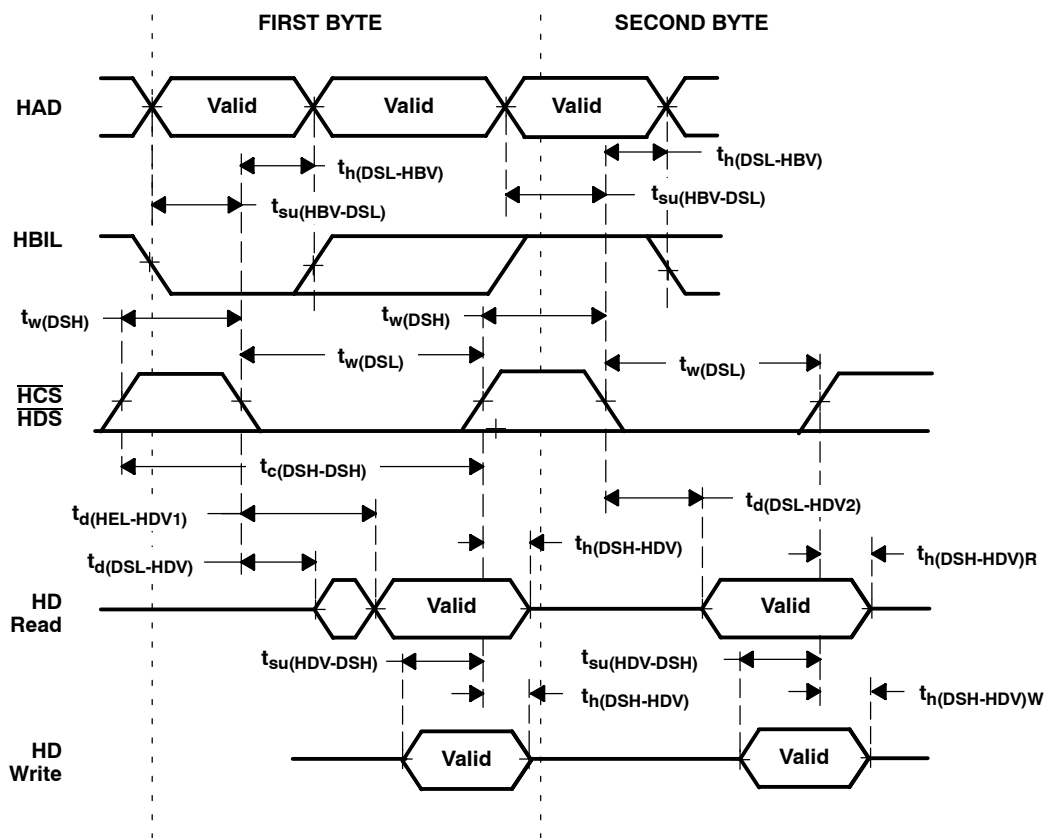 FIRST BYTE SECOND BYTE
HAD Valid Valid Valid
th(DSL-HBV) th(DSL-HBV)
tsu(HBV-DSL) tsu(HBV-DSL)
HBIL
tw(DSH) tw(DSH)
tw(DSL) tw(DSL)
HCS
HDS
tc(DSH-DSH)
td(HEL-HDV1) td(DSL-HDV2)
td(DSL-HDV) th(DSH-HDV) th(DSH-HDV)R
HD
Read
Valid Valid
tsu(HDV-DSH) tsu(HDV-DSH)
th(DSH-HDV) th(DSH-HDV)W
HD
Write
Valid Valid